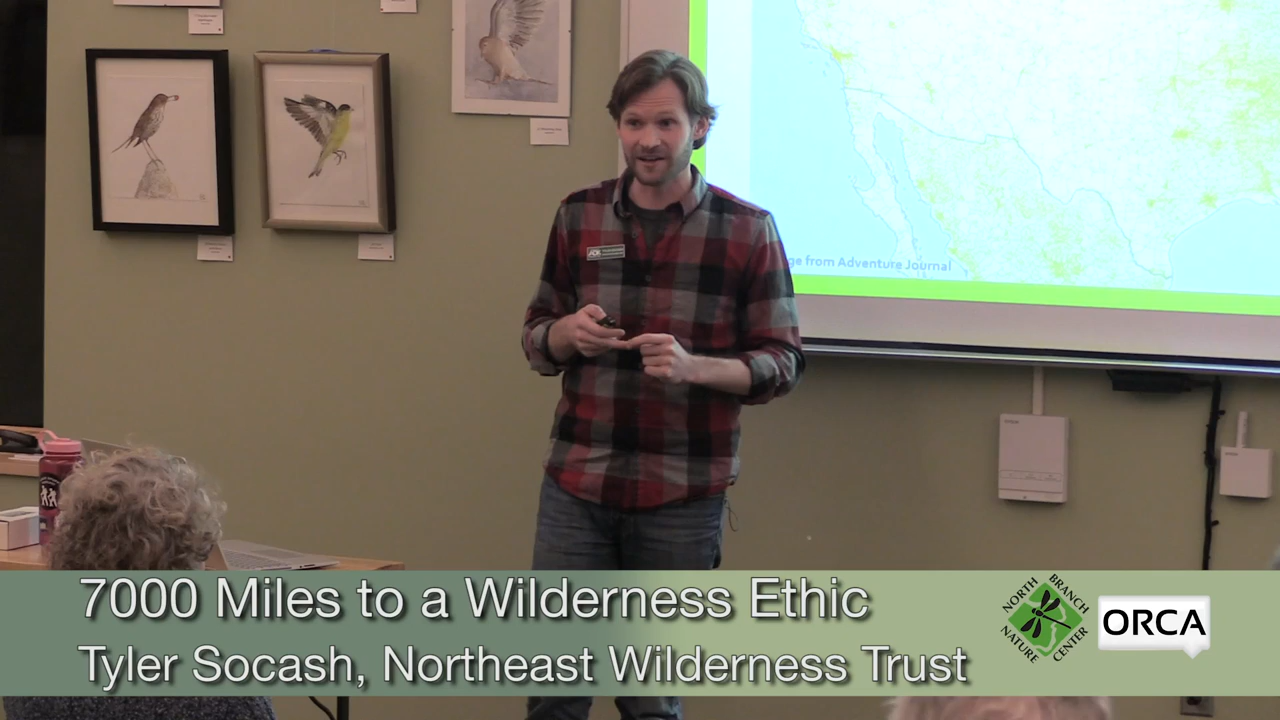 ge from Adventure Journal
7000 Miles to a Wilderness Ethic
Tyler Socash, Northeast Wilderness Trust
NORTH BRANCH
NATURE CENTER
ORCA